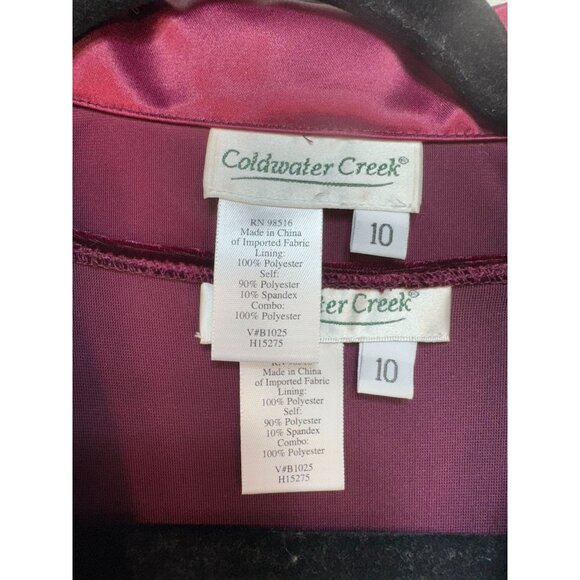 Coldwater Creek®
10
RN 98516
Made in China
of Imported Fabric
Lining:
100% Polyester
Self:
90% Polyester
10% Spandex
Combo:
100% Polyester
V#B1025
H15275
ter Creek®
10
RN 98516
Made in China
of Imported Fabric
Lining:
100% Polyester
Self:
90% Polyester
10% Spandex
Combo:
100% Polyester
V#B1025
H15275